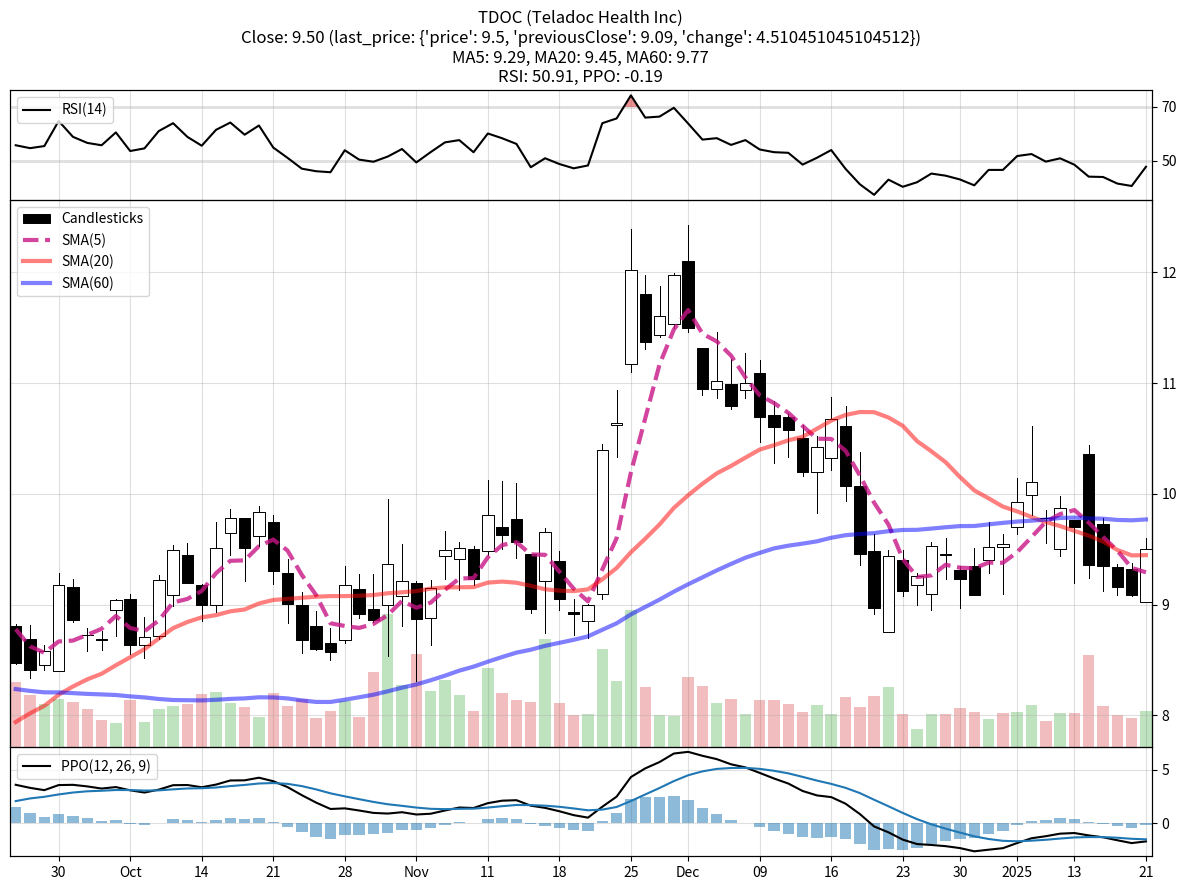 TDOC (Teladoc Health Inc)
Close: 9.50 (last_price: {'price': 9.5, 'previousClose': 9.09, 'change': 4.510451045104512})
MA5: 9.29, MA20: 9.45, MA60: 9.77
RSI: 50.91, PPO: -0.19
RSI(14)
70
50
Candlesticks
SMA(5)
SMA(20)
SMA(60)
12
11
10
9
8
PPO(12, 26, 9)
5
0
30 Oct 14 21 28 Nov 11 18 25 Dec 09 16 23 30 2025 13 21